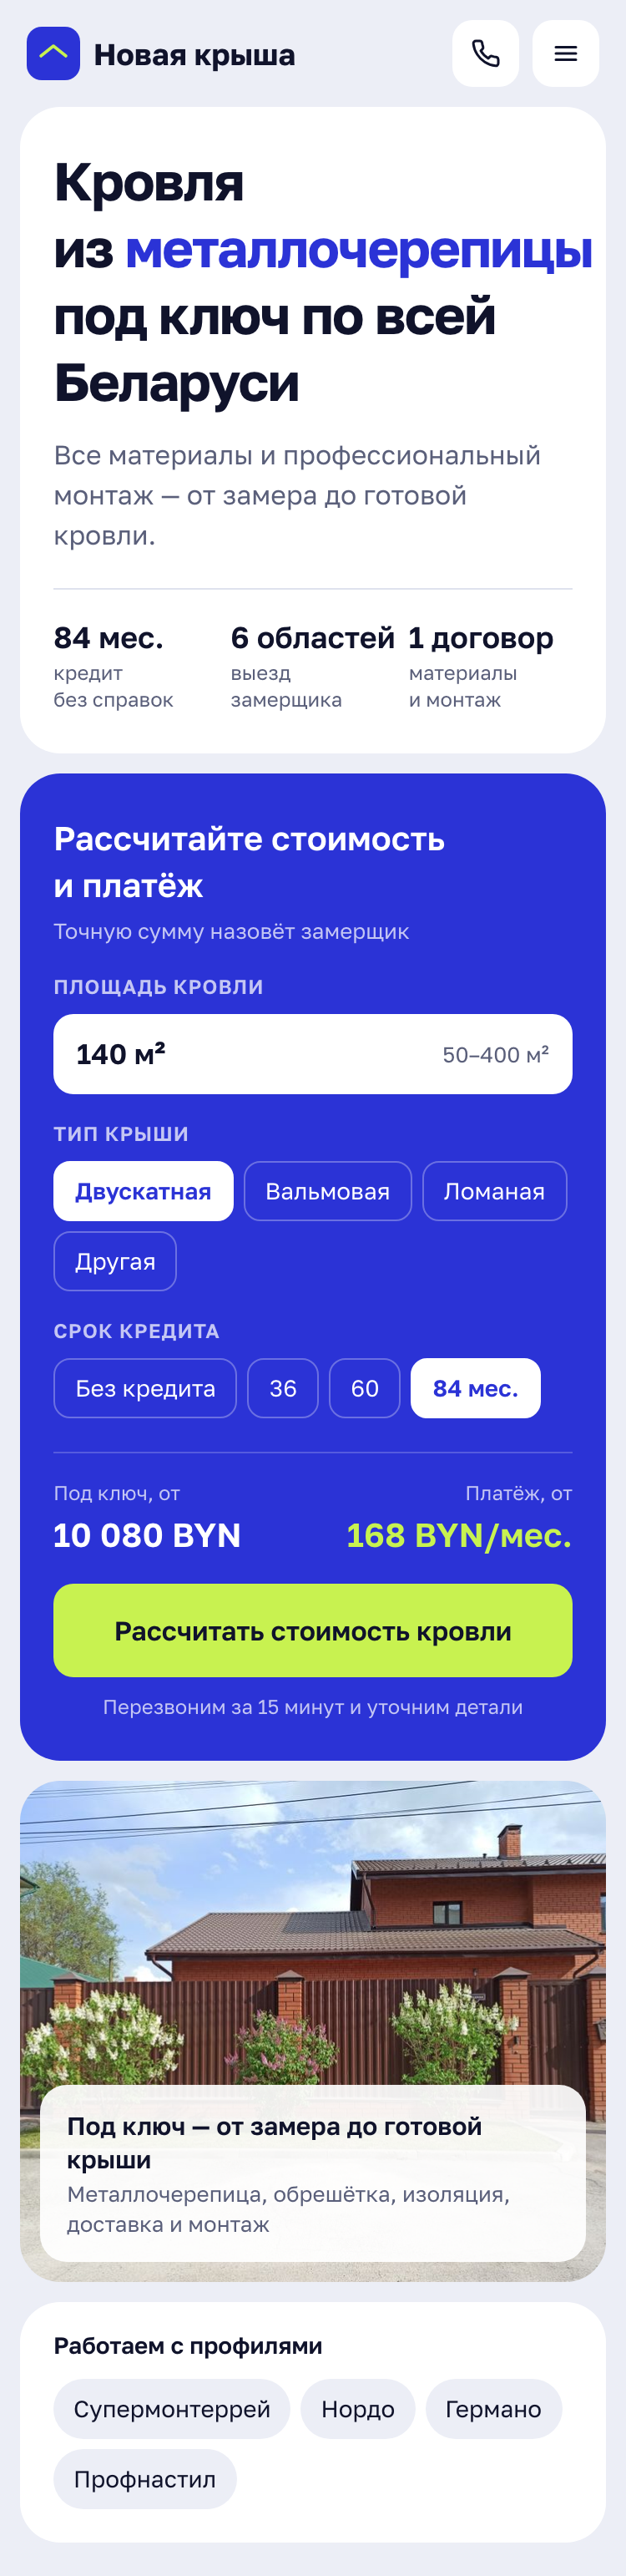 Новая крыша
Кровля
из металлочерепицы
под ключ по всей
Беларуси
Все материалы и профессиональный
монтаж — от замера до готовой
кровли.
84 мес.
кредит
без справок
6 областей
выезд
замерщика
1 договор
материалы
и монтаж
Рассчитайте стоимость
и платёж
Точную сумму назовёт замерщик
ПЛОЩАДЬ КРОВЛИ
140 м² 50–400 м²
ТИП КРЫШИ
Двускатная Вальмовая Ломаная
Другая
СРОК КРЕДИТА
Без кредита 36 60 84 мес.
Под ключ, от Платёж, от
10 080 BYN 168 BYN/мес.
Рассчитать стоимость кровли
Перезвоним за 15 минут и уточним детали
Под ключ — от замера до готовой
крыши
Металлочерепица, обрешётка, изоляция,
доставка и монтаж
Работаем с профилями
Супермонтеррей Нордо Германо
Профнастил